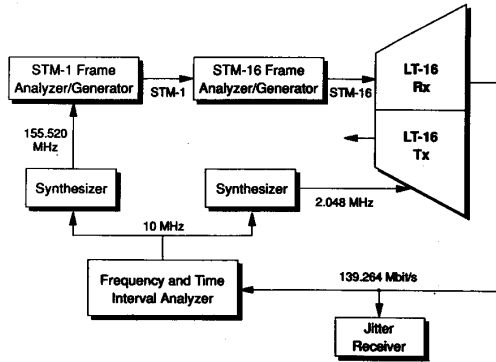 STM-1 Frame
Analyzer/Generator
STM-1
STM-16 Frame
Analyzer/Generator
STM-16
LT-16
Rx
LT-16
Tx
155.520
MHz
Synthesizer
Synthesizer
2.048 MHz
10 MHz
Frequency and Time
Interval Analyzer
139.264 Mbit/s
Jitter
Receiver